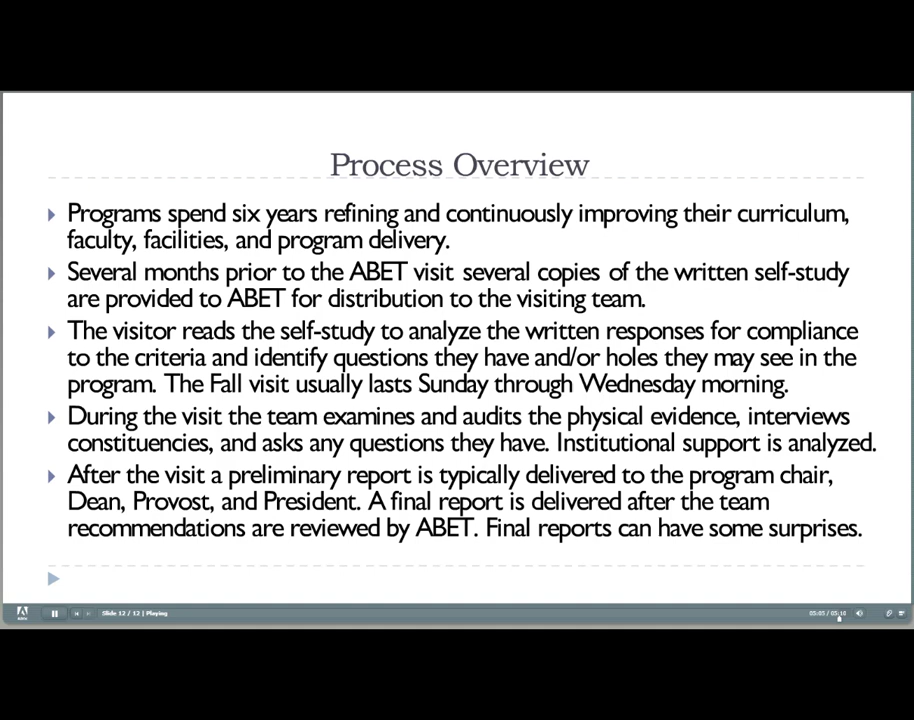 Process Overview
Programs spend six years refining and continuously improving their curriculum,
faculty, facilities, and program delivery.
Several months prior to the ABET visit several copies of the written self-study
are provided to ABET for distribution to the visiting team.
The visitor reads the self-study to analyze the written responses for compliance
to the criteria and identify questions they have and/or holes they may see in the
program. The Fall visit usually lasts Sunday through Wednesday morning.
During the visit the team examines and audits the physical evidence, interviews
constituencies, and asks any questions they have. Institutional support is analyzed.
After the visit a preliminary report is typically delivered to the program chair,
Dean, Provost, and President. A final report is delivered after the team
recommendations are reviewed by ABET. Final reports can have some surprises.
Slide 12 / 12 | Playing
05:05 / 05:10